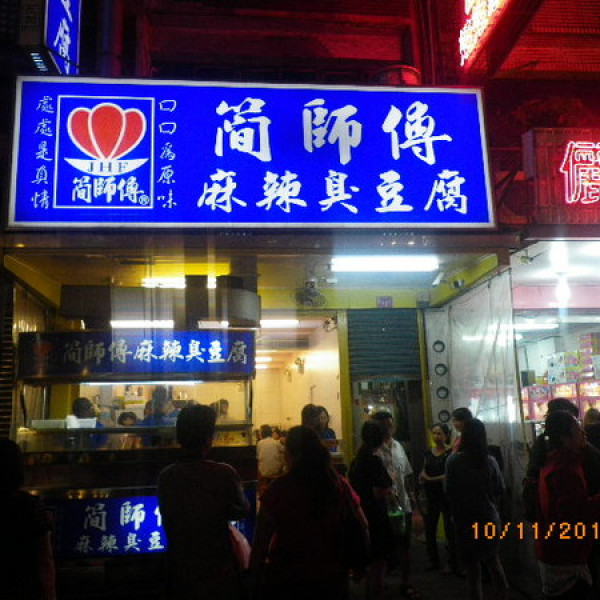 簡師傅
麻辣臭豆腐
處處是真情
口口為原味
JHF
簡師傅®
簡師傅麻辣臭豆腐
簡師傅
麻辣臭豆
10/11/201